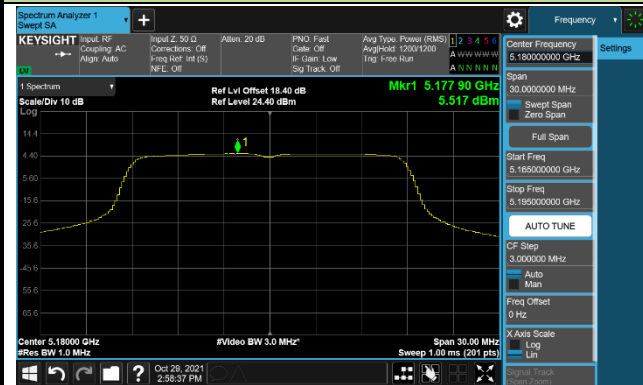 Spectrum Analyzer 1
Swept SA
Frequency
KEYSIGHT
Input: RF
Coupling: AC
Align: Auto
Input Z: 50 Ω
Corrections: Off
Freq Ref: Int (S)
NFE: Off
Atten: 20 dB
PNO: Fast
Gate: Off
IF Gain: Low
Sig Track: Off
Avg Type: Power (RMS)
Avg|Hold: 1200/1200
Trig: Free Run
1 2 3 4 5 6
A W W W W W
A N N N N N
LXI
1 Spectrum
Scale/Div 10 dB
Log
Ref Lvl Offset 18.40 dB
Ref Level 24.40 dBm
Mkr1 5.177 90 GHz
5.517 dBm
1
14.4
4.40
-5.60
-15.6
-25.6
-35.6
-45.6
-55.6
-65.6
Center 5.18000 GHz
#Res BW 1.0 MHz
#Video BW 3.0 MHz*
Span 30.00 MHz
Sweep 1.00 ms (201 pts)
Center Frequency
5.180000000 GHz
Settings
Span
30.0000000 MHz
Swept Span
Zero Span
Full Span
Start Freq
5.165000000 GHz
Stop Freq
5.195000000 GHz
AUTO TUNE
CF Step
3.000000 MHz
Auto
Man
Freq Offset
0 Hz
X Axis Scale
Log
Lin
Signal Track
(Span Zoom)
?
Oct 29, 2021
2:58:37 PM